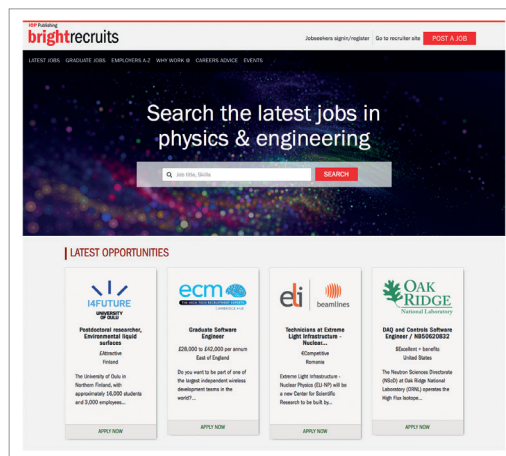 IOP Publishing
brightrecruits
Jobseekers signin/register Go to recruiter site POST A JOB
LATEST JOBS GRADUATE JOBS EMPLOYERS A-Z WHY WORK @ CAREERS ADVICE EVENTS
Search the latest jobs in
physics & engineering
Job title, Skills SEARCH
LATEST OPPORTUNITIES
I4FUTURE
UNIVERSITY
OF OULU
Postdoctoral researcher,
Environmental liquid
surfaces
£Attractive
Finland
The University of Oulu in
Northern Finland, with
approximately 16,000 students
and 3,000 employees...
APPLY NOW
ecm
THE HIGH TECH RECRUITMENT EXPERTS
CAMBRIDGE • UK
Graduate Software
Engineer
£28,000 to £42,000 per annum
East of England
Do you want to be part of one of
the largest independent wireless
development teams in the
world?...
APPLY NOW
eli beamlines
Technicians at Extreme
Light Infrastructure -
Nuclear...
€Competitive
Romania
Extreme Light Infrastructure -
Nuclear Physics (ELI-NP) will be
a new Center for Scientific
Research to be built by...
APPLY NOW
OAK
RIDGE
National Laboratory
DAQ and Controls Software
Engineer / NB50620832
$Excellent + benefits
United States
The Neutron Sciences Directorate
(NScD) at Oak Ridge National
Laboratory (ORNL) operates the
High Flux Isotope...
APPLY NOW